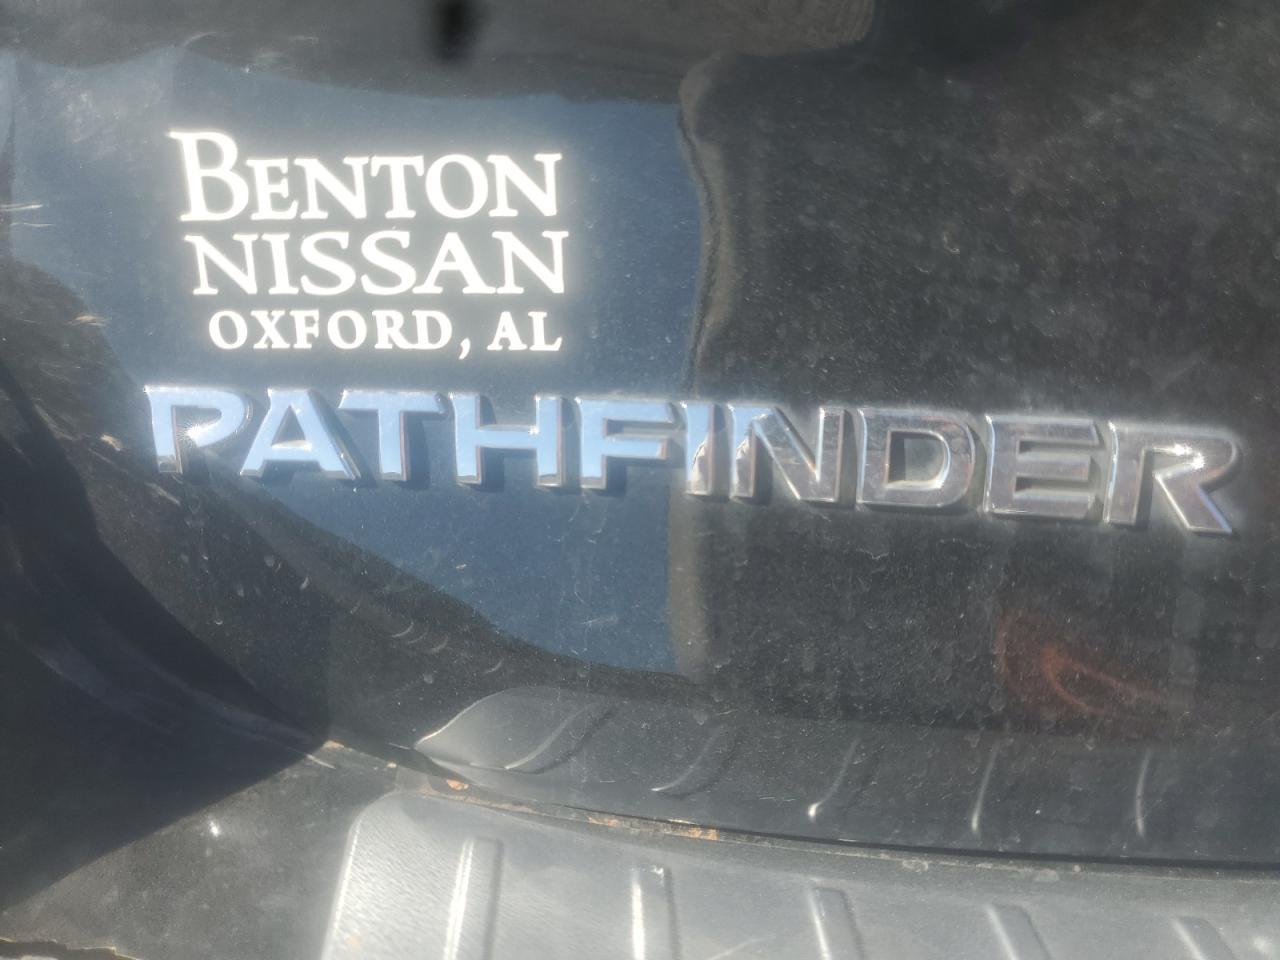 BENTON
NISSAN
OXFORD, AL
PATHFINDER